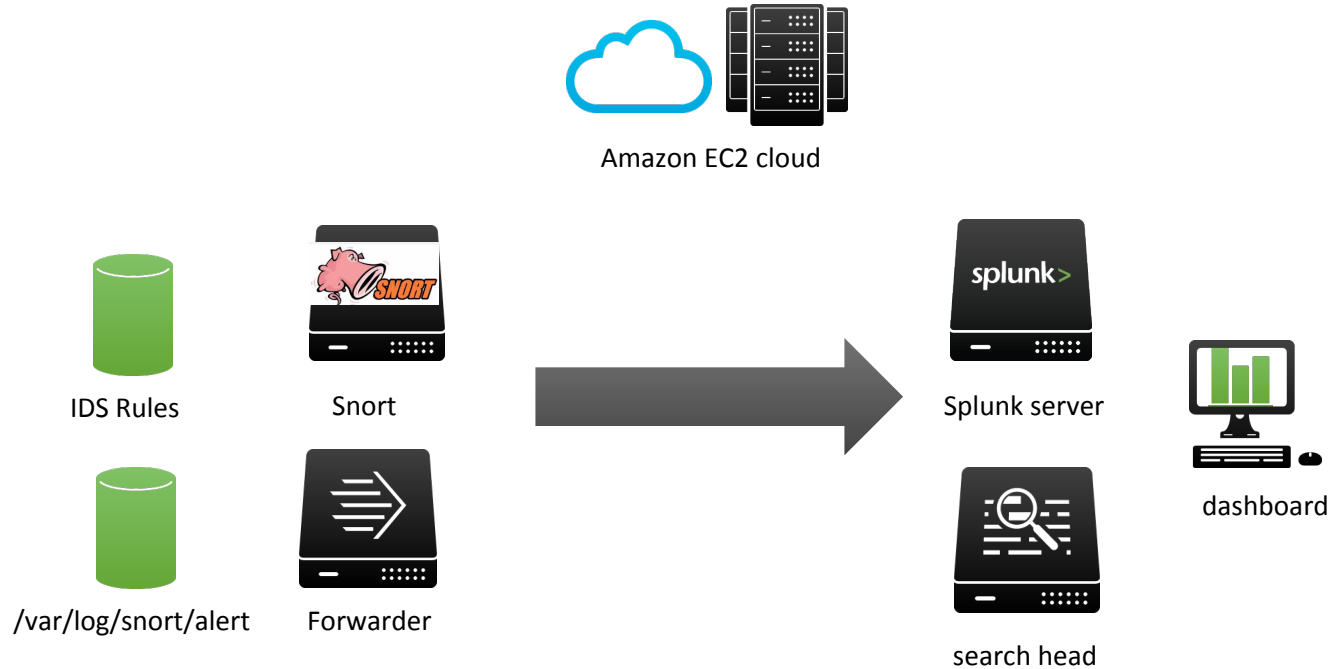 Amazon EC2 cloud
SNORT
splunk>
IDS Rules
Snort
Splunk server
dashboard
/var/log/snort/alert
Forwarder
search head